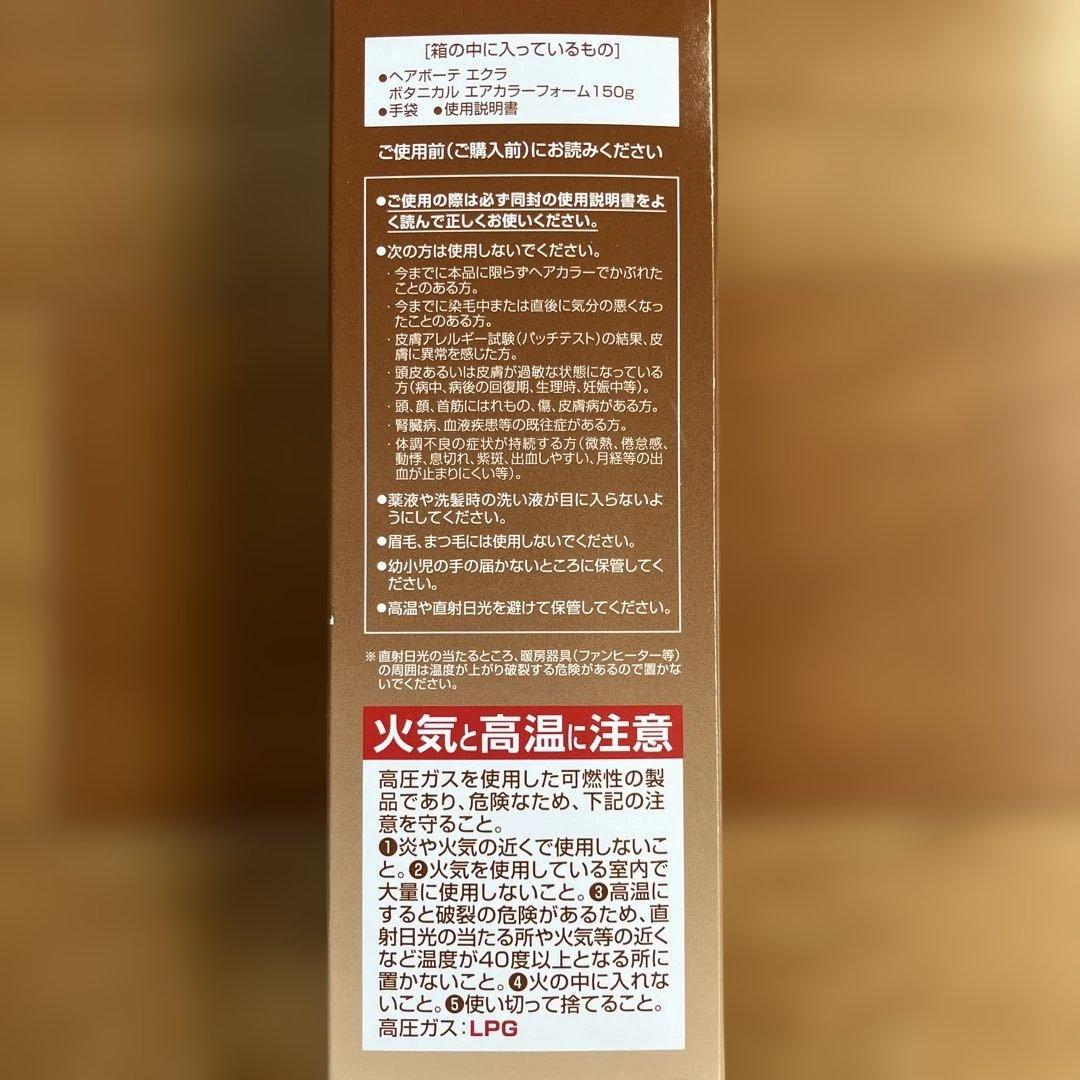 [箱の中に入っているもの]
●ヘアボーテ エクラ
ボタニカル エアカラーフォーム150g
●手袋 ●使用説明書
ご使用前(ご購入前)にお読みください
●ご使用の際は必ず同封の使用説明書をよ
く読んで正しくお使いください。
●次の方は使用しないでください。
・今までに本品に限らずヘアカラーでかぶれた
ことのある方。
・今までに染毛中または直後に気分の悪くなっ
たことのある方。
・皮膚アレルギー試験(パッチテスト)の結果、皮
膚に異常を感じた方。
・頭皮あるいは皮膚が過敏な状態になっている
方(病中、病後の回復期、生理時、妊娠中等)。
・頭、顔、首筋にはれもの、傷、皮膚病がある方。
・腎臓病、血液疾患等の既往症がある方。
・体調不良の症状が持続する方(微熱、倦怠感、
動悸、息切れ、紫斑、出血しやすい、月経等の出
血が止まりにくい等)。
●薬液や洗髪時の洗い液が目に入らないよ
うにしてください。
●眉毛、まつ毛には使用しないでください。
●幼小児の手の届かないところに保管してく
ださい。
●高温や直射日光を避けて保管してください。
※直射日光の当たるところ、暖房器具(ファンヒーター等)
の周囲は温度が上がり破裂する危険があるので置かな
いでください。
火気と高温に注意
高圧ガスを使用した可燃性の製
品であり、危険なため、下記の注
意を守ること。
❶炎や火気の近くで使用しないこ
と。❷火気を使用している室内で
大量に使用しないこと。❸高温に
すると破裂の危険があるため、直
射日光の当たる所や火気等の近く
など温度が40度以上となる所に
置かないこと。❹火の中に入れな
いこと。❺使い切って捨てること。
高圧ガス:LPG